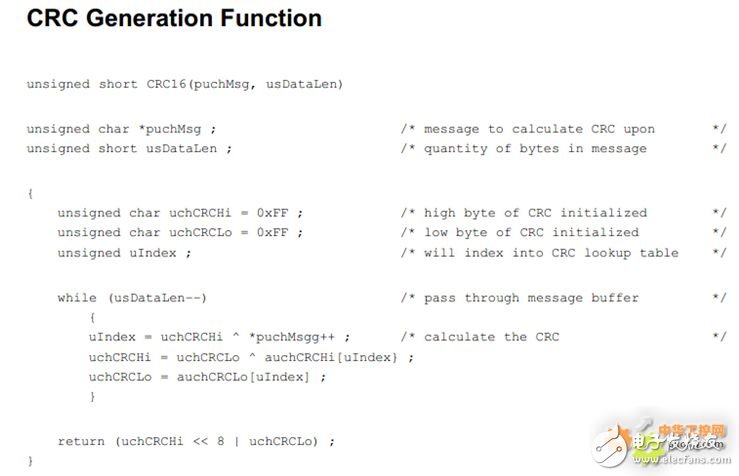 CRC Generation Function
unsigned short CRC16(puchMsg, usDataLen)
unsigned char *puchMsg ; /* message to calculate CRC upon */
unsigned short usDataLen ; /* quantity of bytes in message */
{
unsigned char uchCRCHi = 0xFF ; /* high byte of CRC initialized */
unsigned char uchCRCLo = 0xFF ; /* low byte of CRC initialized */
unsigned uIndex ; /* will index into CRC lookup table */
while (usDataLen--) /* pass through message buffer */
{
uIndex = uchCRCHi ^ *puchMsgg++ ; /* calculate the CRC */
uchCRCHi = uchCRCLo ^ auchCRCHi[uIndex} ;
uchCRCLo = auchCRCLo[uIndex] ;
}
return (uchCRCHi << 8 | uchCRCLo) ;
}
中华工控网
电子发烧友
www.elecfans.com